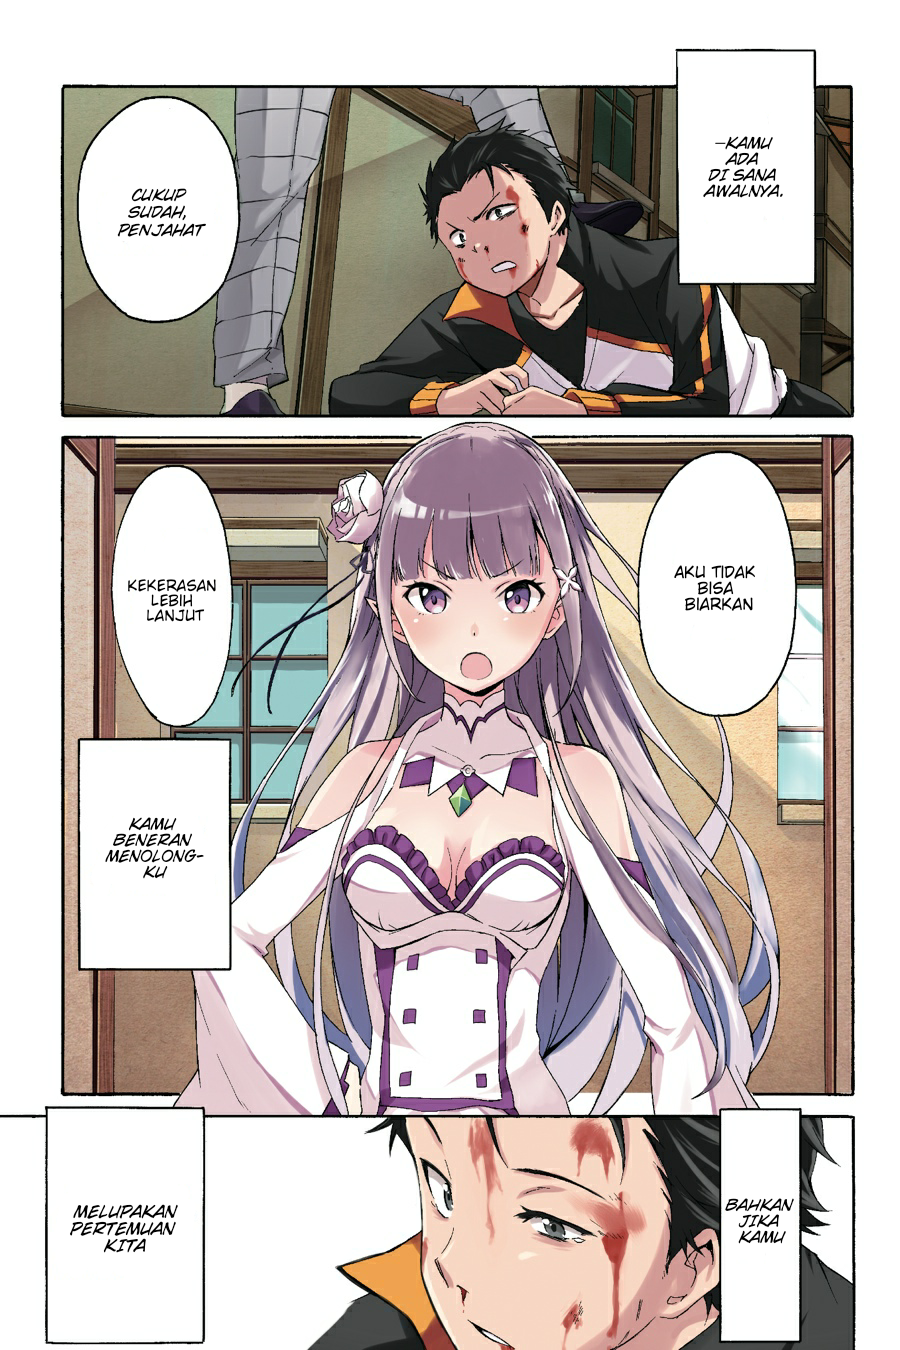 –KAMU
ADA
DI SANA
AWALNYA.
CUKUP
SUDAH,
PENJAHAT
AKU TIDAK
BISA
BIARKAN
KEKERASAN
LEBIH
LANJUT
KAMU
BENERAN
MENOLONG-
KU
BAHKAN
JIKA
KAMU
MELUPAKAN
PERTEMUAN
KITA